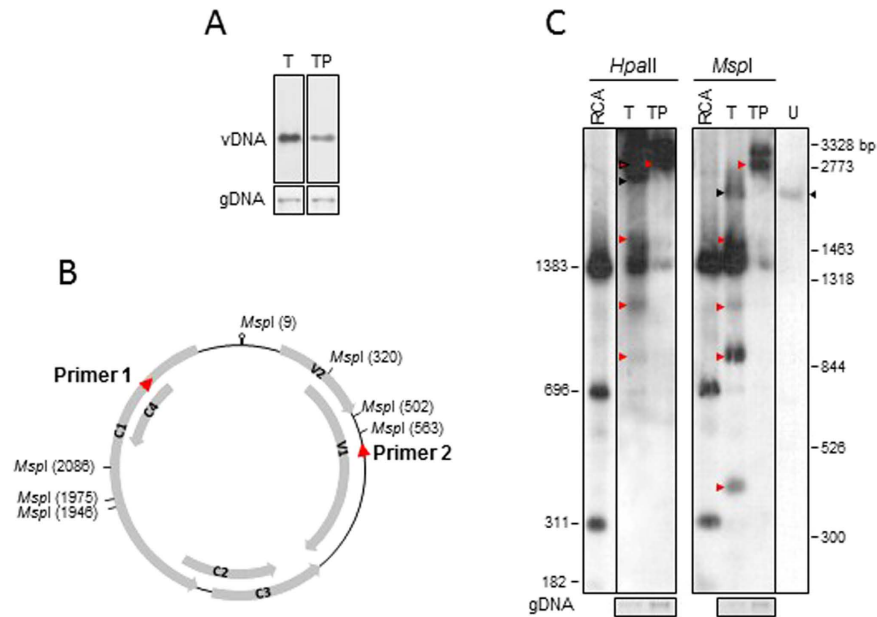 A
T TP
vDNA
gDNA
B
MspI (9)
MspI (320)
MspI (502)
MspI (563)
Primer 1
Primer 2
C1
C4
V2
V1
MspI (2086)
MspI (1975)
MspI (1946)
C2
C3
C
HpaII MspI
RCA T TP RCA T TP U
3328 bp
2773
1463
1383
1318
844
696
526
311
300
182
gDNA